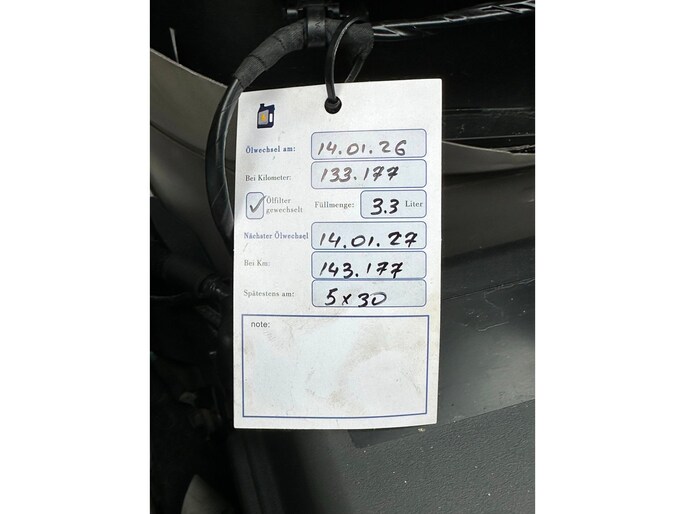 Ölwechsel am: 14.01.26
Bei Kilometer: 133.177
Ölfilter gewechselt Füllmenge: 3.3 Liter
Nächster Ölwechsel 14.01.27
Bei Km: 143.177
Spätestens am: 5x30
note: